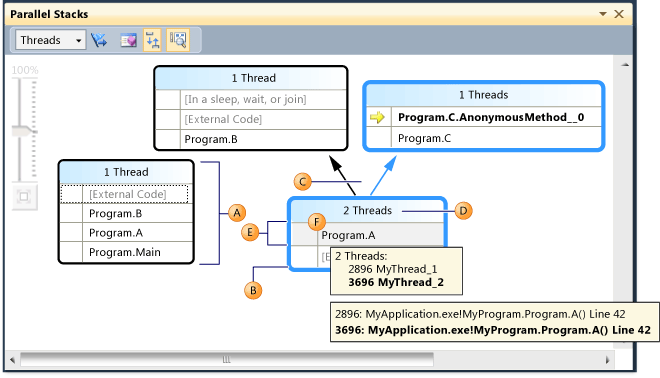 Parallel Stacks
Threads
100%
1 Thread
[In a sleep, wait, or join]
[External Code]
Program.B
1 Threads
Program.C.AnonymousMethod__0
Program.C
1 Thread
[External Code]
Program.B
Program.A
Program.Main
A
C
2 Threads
D
E
F
Program.A
[E
B
2 Threads:
2896 MyThread_1
3696 MyThread_2
2896: MyApplication.exe!MyProgram.Program.A() Line 42
3696: MyApplication.exe!MyProgram.Program.A() Line 42